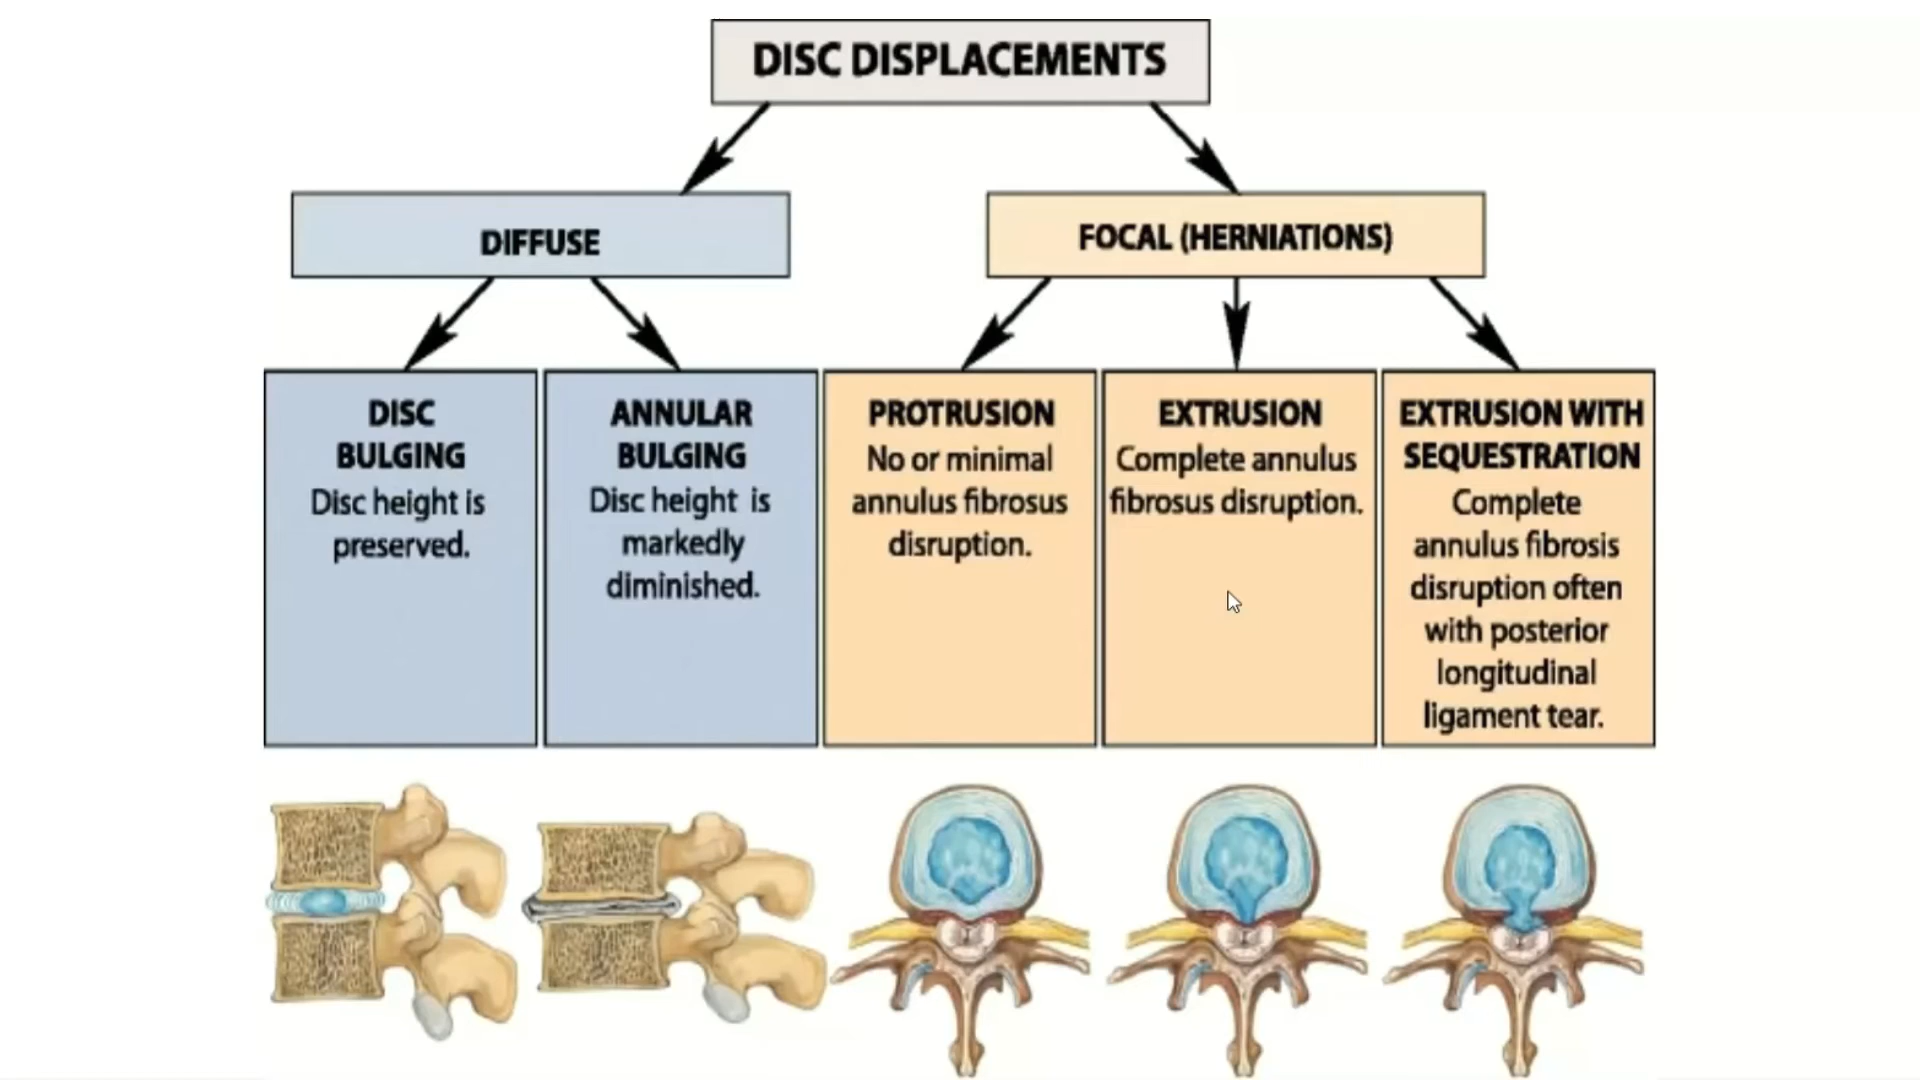 DISC DISPLACEMENTS
DIFFUSE
FOCAL (HERNIATIONS)
DISC
BULGING
Disc height is
preserved.
ANNULAR
BULGING
Disc height is
markedly
diminished.
PROTRUSION
No or minimal
annulus fibrosus
disruption.
EXTRUSION
Complete annulus
fibrosus disruption.
EXTRUSION WITH
SEQUESTRATION
Complete
annulus fibrosis
disruption often
with posterior
longitudinal
ligament tear.